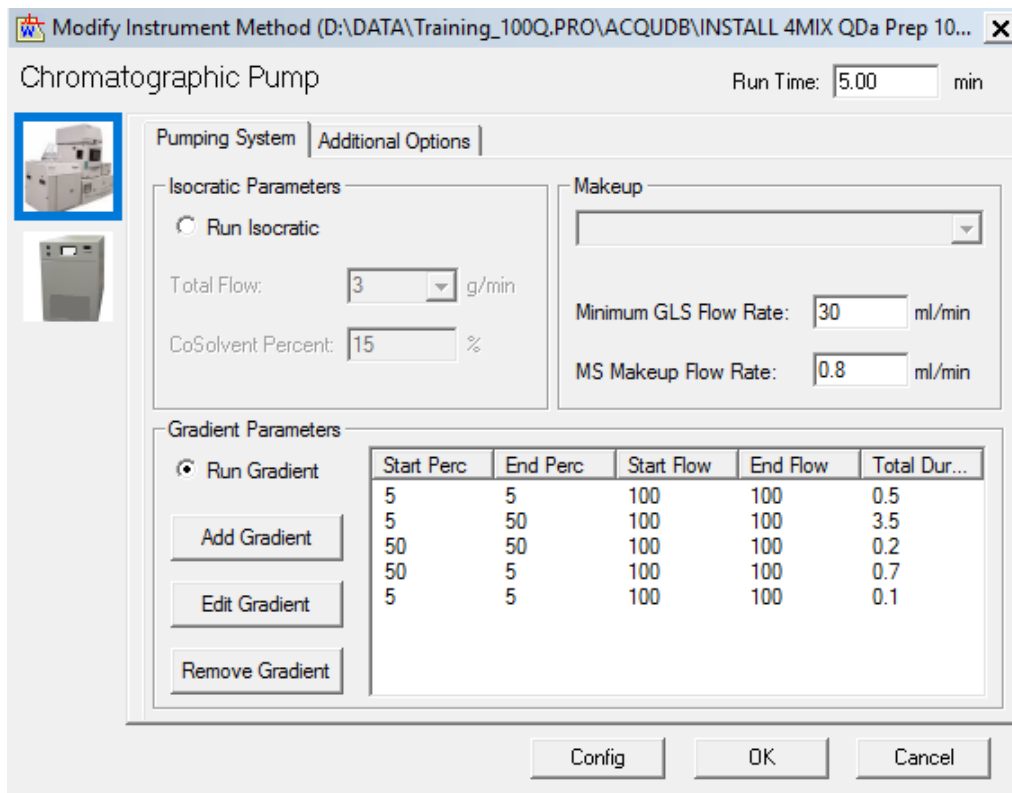 Modify Instrument Method (D:\DATA\Training_100Q.PRO\ACQUDB\INSTALL 4MIX QDa Prep 10...
Chromatographic Pump
Run Time: 5.00 min
Pumping System Additional Options
Isocratic Parameters
Run Isocratic
Total Flow: 3 g/min
CoSolvent Percent: 15 %
Makeup
Minimum GLS Flow Rate: 30 ml/min
MS Makeup Flow Rate: 0.8 ml/min
Gradient Parameters
Run Gradient
Add Gradient
Edit Gradient
Remove Gradient
Start Perc End Perc Start Flow End Flow Total Dur...
5 5 100 100 0.5
5 50 100 100 3.5
50 50 100 100 0.2
50 5 100 100 0.7
5 5 100 100 0.1
Config OK Cancel